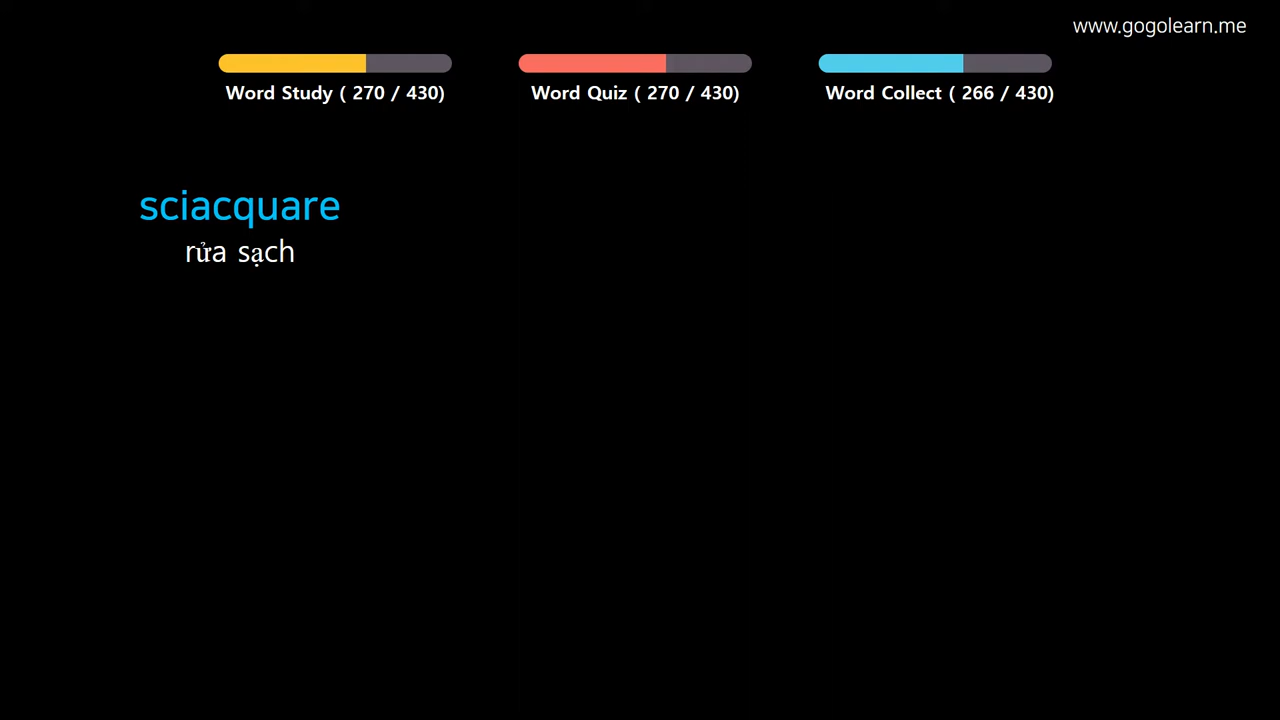 www.gogolearn.me
Word Study ( 270 / 430)
Word Quiz ( 270 / 430)
Word Collect ( 266 / 430)
sciacquare
rửa sạch